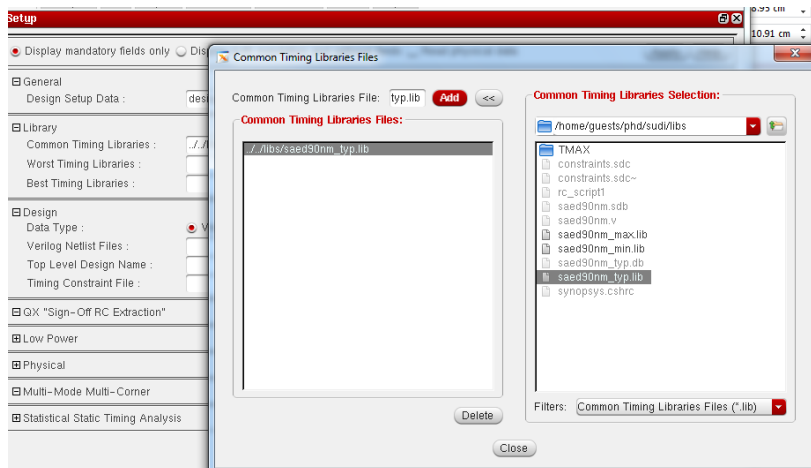 8.95 cm
Setup
10.91 cm
Display mandatory fields only
Common Timing Libraries Files
General
Design Setup Data :
desi
Library
Common Timing Libraries :
././l
Worst Timing Libraries :
Best Timing Libraries :
Design
Data Type :
V
Verilog Netlist Files :
Top Level Design Name :
Timing Constraint File :
QX "Sign-Off RC Extraction"
Low Power
Physical
Multi-Mode Multi-Corner
Statistical Static Timing Analysis
Common Timing Libraries File: typ.lib Add <<
Common Timing Libraries Files:
././libs/saed90nm_typ.lib
Delete
Common Timing Libraries Selection:
/home/guests/phd/sudi/libs
TMAX
constraints.sdc
constraints.sdc~
rc_script1
saed90nm.sdb
saed90nm.v
saed90nm_max.lib
saed90nm_min.lib
saed90nm_typ.db
saed90nm_typ.lib
synopsys.cshrc
Filters: Common Timing Libraries Files (*.lib)
Close